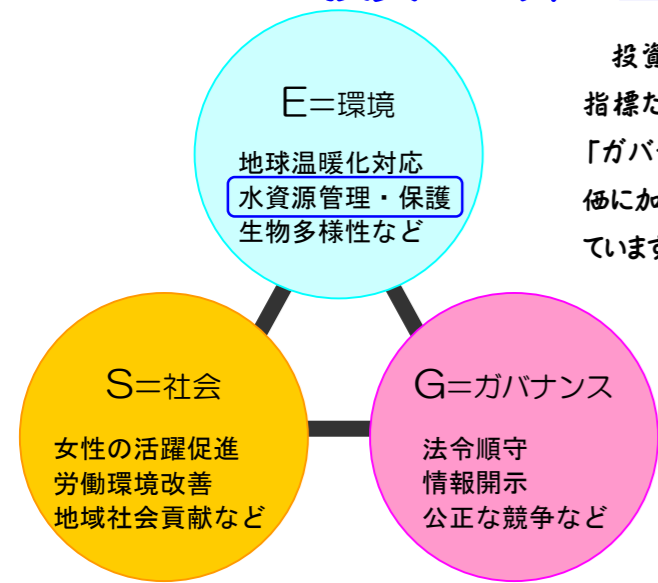 E=環境
地球温暖化対応
水資源管理・保護
生物多様性など
投資
指標だ
「ガバ
価に加
ています
S=社会
女性の活躍促進
労働環境改善
地域社会貢献など
G=ガバナンス
法令順守
情報開示
公正な競争など